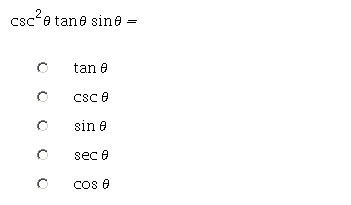 csc²θ tanθ sinθ =
tan θ
csc θ
sin θ
sec θ
cos θ